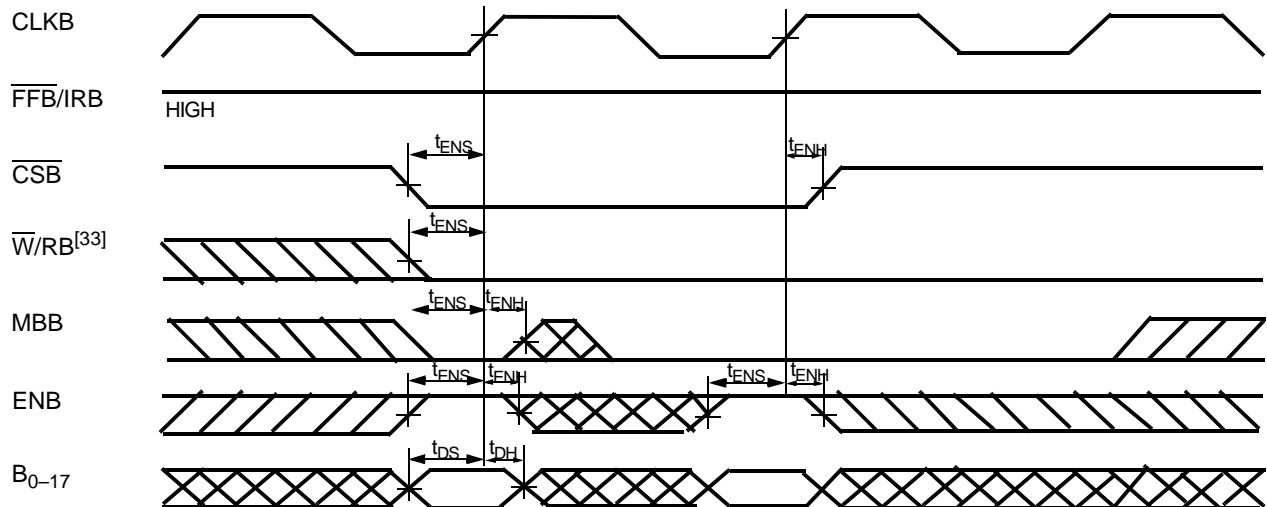 CLKB
FFB/IRB
HIGH
tENS
tENH
CSB
tENS
W/RB[33]
tENS
tENH
MBB
tENS
tENH
tENS
tENH
ENB
tDS
tDH
B0–17